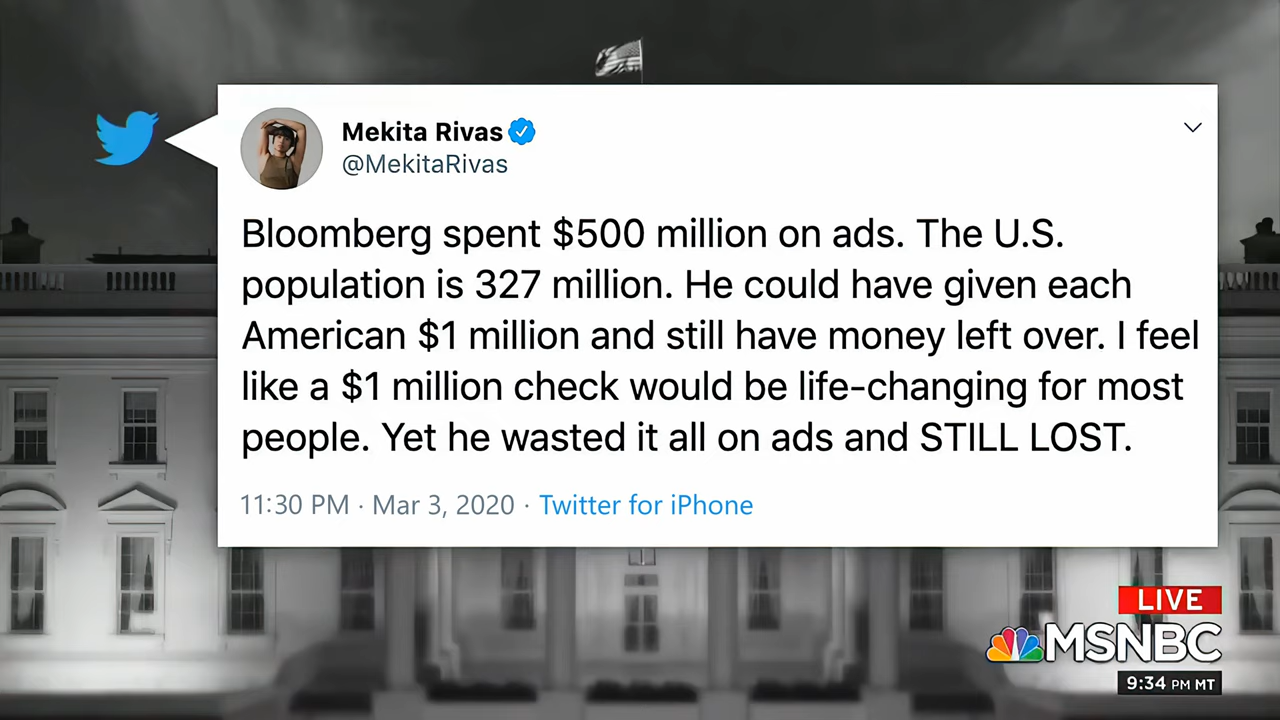 Mekita Rivas
@MekitaRivas
Bloomberg spent $500 million on ads. The U.S.
population is 327 million. He could have given each
American $1 million and still have money left over. I feel
like a $1 million check would be life-changing for most
people. Yet he wasted it all on ads and STILL LOST.
11:30 PM · Mar 3, 2020 · Twitter for iPhone
LIVE
MSNBC
9:34 PM MT